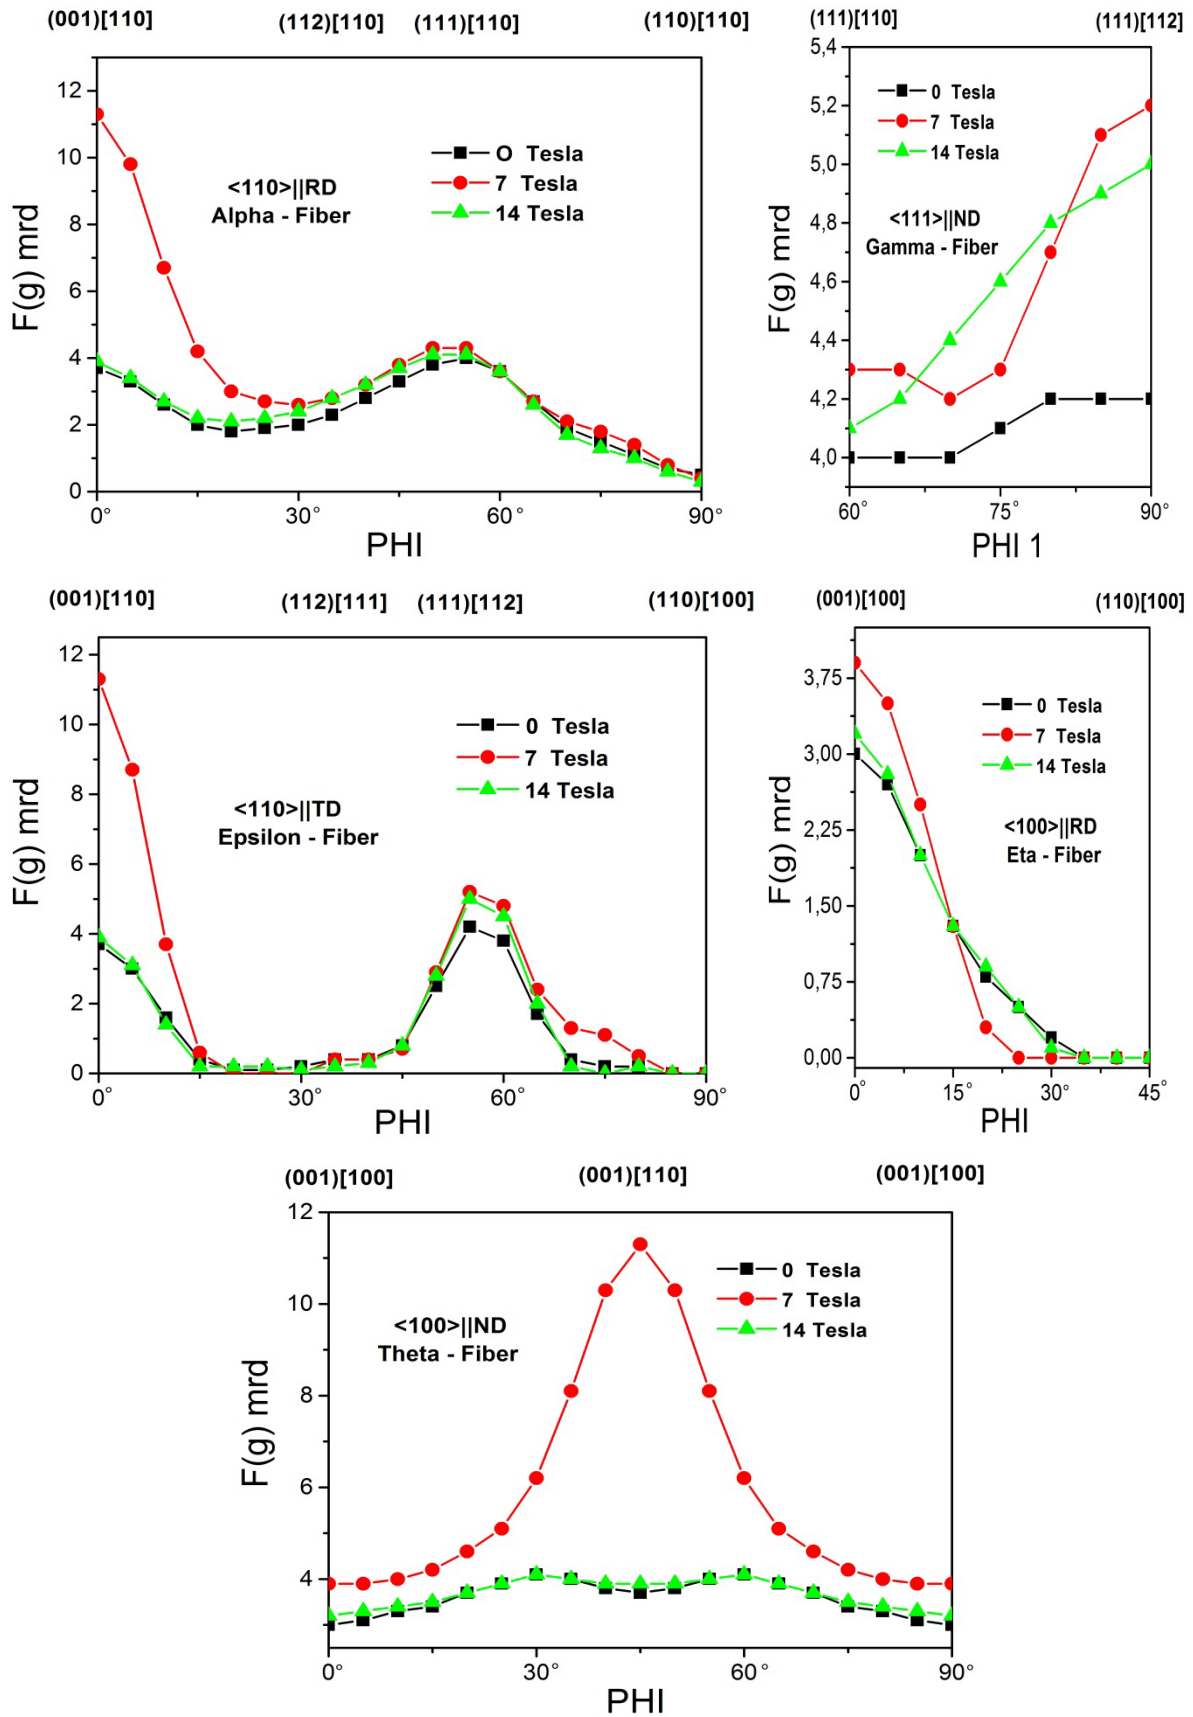 (001)[110] (112)[110] (111)[110] (110)[110]
12
10
8
6
4
2
0
F(g) mrd
<110>||RD
Alpha - Fiber
O Tesla
7 Tesla
14 Tesla
0° 30° 60° 90°
PHI
(111)[110] (111)[112]
5,4
5,2
5,0
4,8
4,6
4,4
4,2
4,0
F(g) mrd
0 Tesla
7 Tesla
14 Tesla
<111>||ND
Gamma - Fiber
60° 75° 90°
PHI 1
(001)[110] (112)[111] (111)[112] (110)[100]
12
10
8
6
4
2
0
F(g) mrd
0 Tesla
7 Tesla
14 Tesla
<110>||TD
Epsilon - Fiber
0° 30° 60° 90°
PHI
(001)[100] (110)[100]
3,75
3,00
2,25
1,50
0,75
0,00
F(g) mrd
0 Tesla
7 Tesla
14 Tesla
<100>||RD
Eta - Fiber
0° 15° 30° 45°
PHI
(001)[100] (001)[110] (001)[100]
12
10
8
6
4
F(g) mrd
0 Tesla
7 Tesla
14 Tesla
<100>||ND
Theta - Fiber
0° 30° 60° 90°
PHI